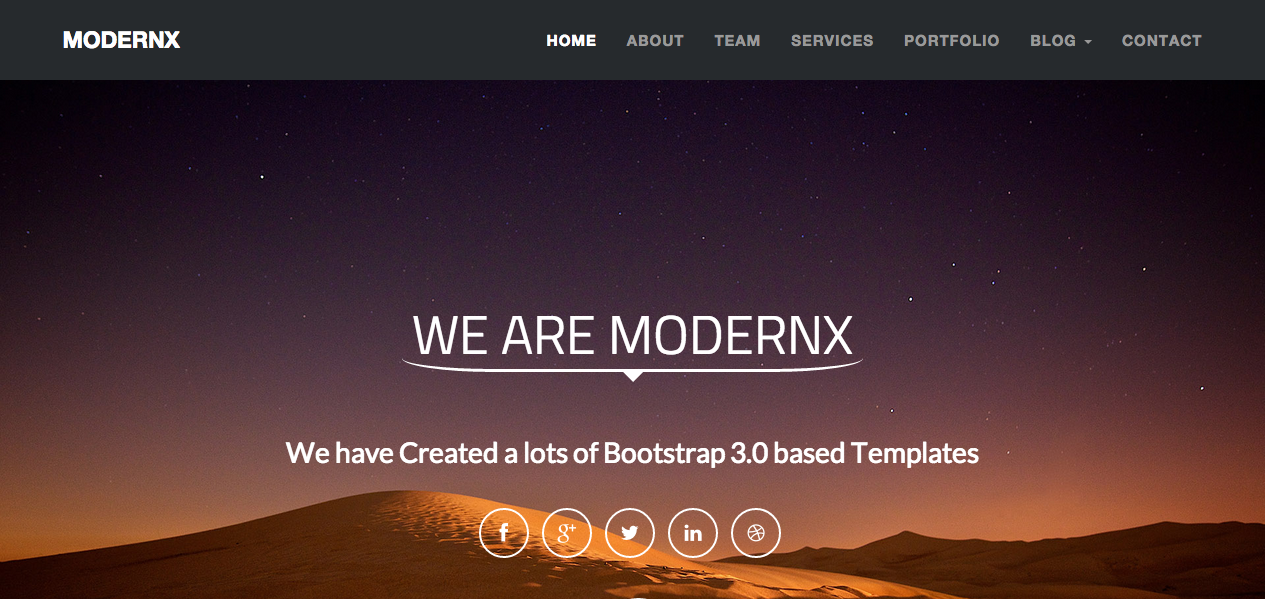 MODERNX
HOME ABOUT TEAM SERVICES PORTFOLIO BLOG CONTACT
WE ARE MODERNX
We have Created a lots of Bootstrap 3.0 based Templates
f g+ in